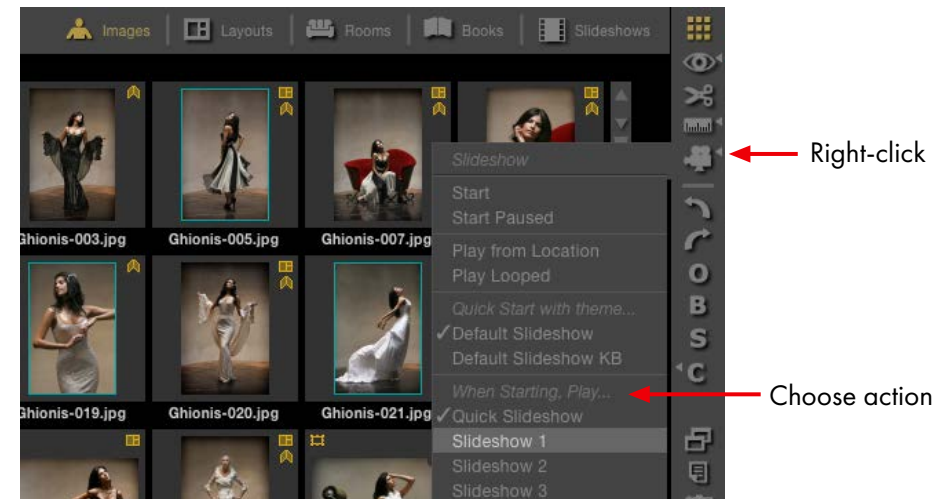 Images
Layouts
Rooms
Books
Slideshows
Right-click
Slideshow
Start
Start Paused
Ghionis-003.jpg
Ghionis-005.jpg
Ghionis-007.jpg
Play from Location
Play Looped
O
Quick Start with theme...
B
✓Default Slideshow
S
Default Slideshow KB
C
When Starting, Play...
Choose action
Ghionis-019.jpg
Ghionis-020.jpg
Ghionis-021.jpg
✓Quick Slideshow
Slideshow 1
Slideshow 2
Slideshow 3